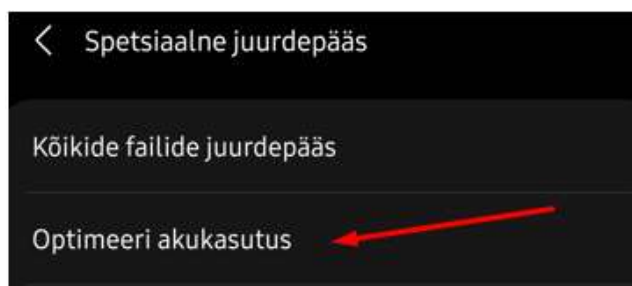 Spetsiaalne juurdepääs
Kõikide failide juurdepääs
Optimeeri akukasutus